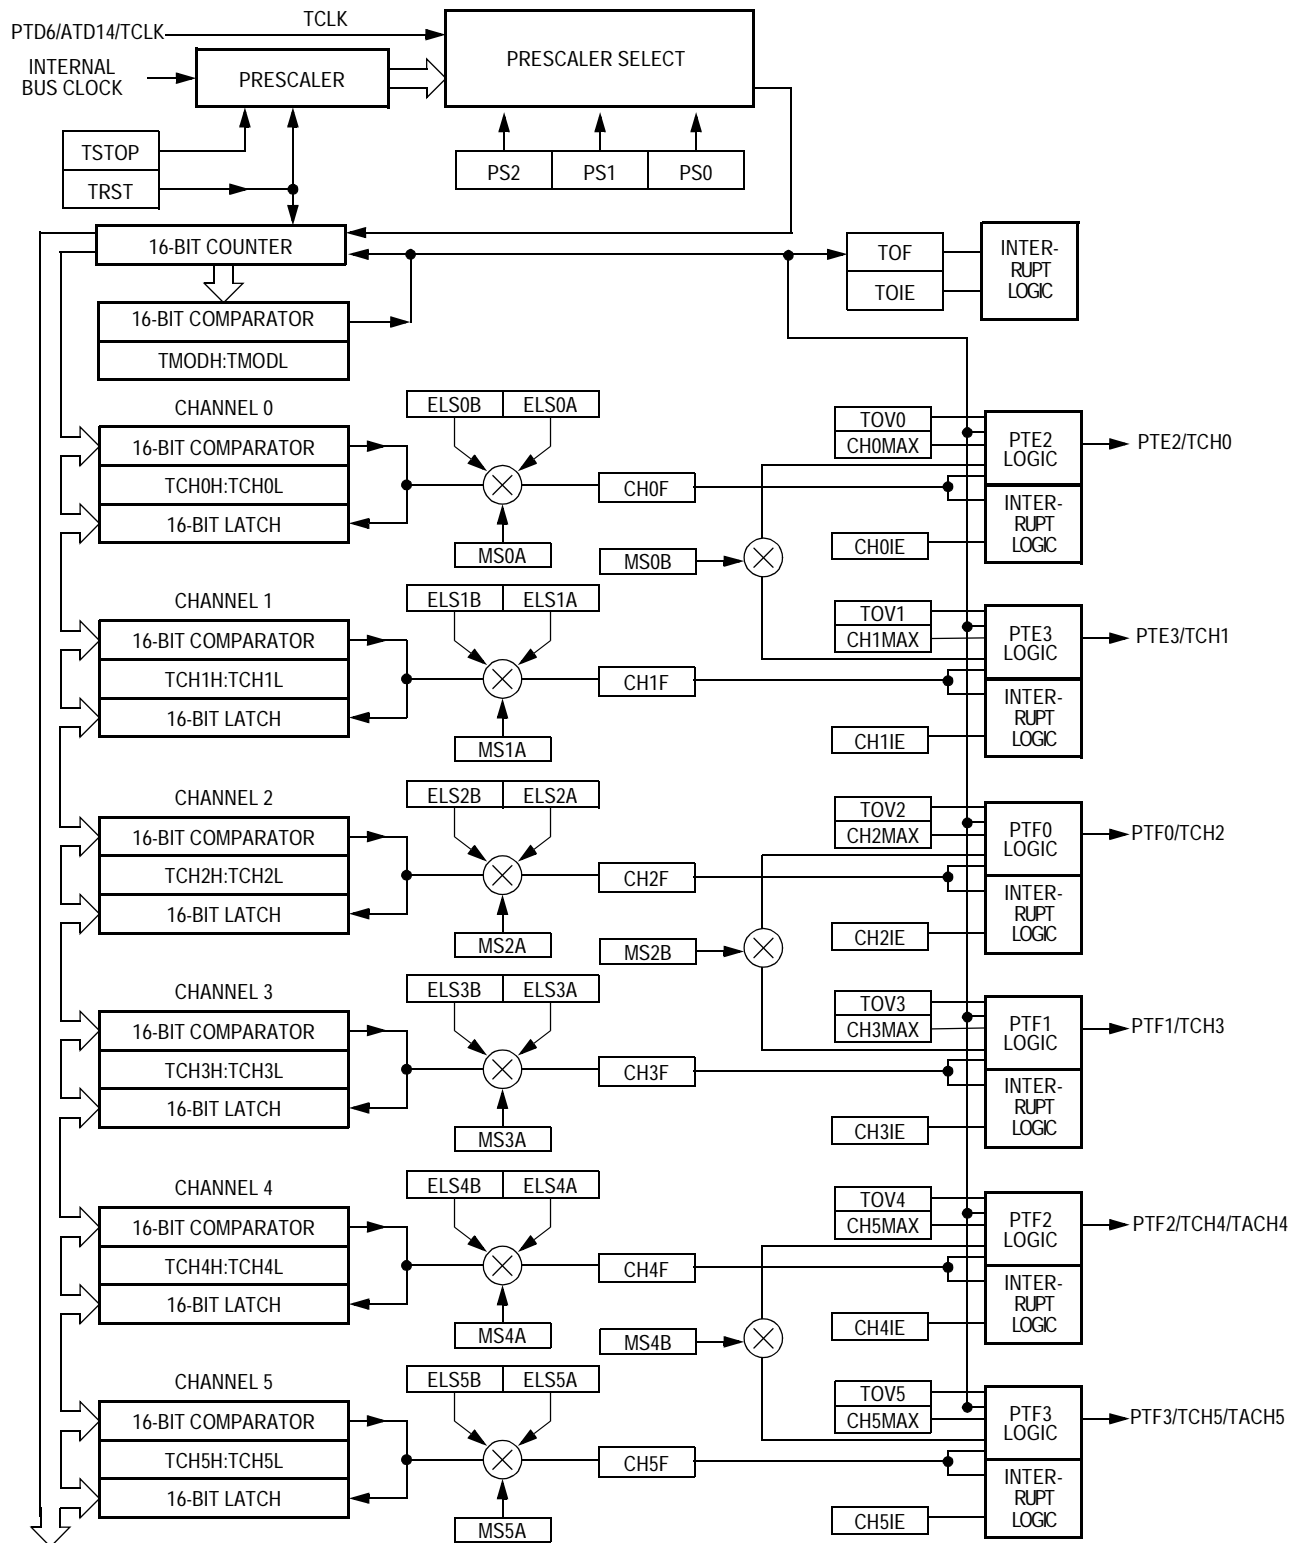 TCLK
PTD6/ATD14/TCLK
PRESCALER SELECT
INTERNAL
BUS CLOCK
PRESCALER
TSTOP
TRST
PS2 PS1 PS0
16-BIT COUNTER
TOF
TOIE
INTER-
RUPT
LOGIC
16-BIT COMPARATOR
TMODH:TMODL
CHANNEL 0
16-BIT COMPARATOR
TCH0H:TCH0L
16-BIT LATCH
ELS0B ELS0A
MS0A
CH0F
MS0B
TOV0
CH0MAX
CH0IE
PTE2
LOGIC
INTER-
RUPT
LOGIC
PTE2/TCH0
CHANNEL 1
16-BIT COMPARATOR
TCH1H:TCH1L
16-BIT LATCH
ELS1B ELS1A
MS1A
CH1F
TOV1
CH1MAX
CH1IE
PTE3
LOGIC
INTER-
RUPT
LOGIC
PTE3/TCH1
CHANNEL 2
16-BIT COMPARATOR
TCH2H:TCH2L
16-BIT LATCH
ELS2B ELS2A
MS2A
CH2F
MS2B
TOV2
CH2MAX
CH2IE
PTF0
LOGIC
INTER-
RUPT
LOGIC
PTF0/TCH2
CHANNEL 3
16-BIT COMPARATOR
TCH3H:TCH3L
16-BIT LATCH
ELS3B ELS3A
MS3A
CH3F
TOV3
CH3MAX
CH3IE
PTF1
LOGIC
INTER-
RUPT
LOGIC
PTF1/TCH3
CHANNEL 4
16-BIT COMPARATOR
TCH4H:TCH4L
16-BIT LATCH
ELS4B ELS4A
MS4A
CH4F
MS4B
TOV4
CH5MAX
CH4IE
PTF2
LOGIC
INTER-
RUPT
LOGIC
PTF2/TCH4/TACH4
CHANNEL 5
16-BIT COMPARATOR
TCH5H:TCH5L
16-BIT LATCH
ELS5B ELS5A
MS5A
CH5F
TOV5
CH5MAX
CH5IE
PTF3
LOGIC
INTER-
RUPT
LOGIC
PTF3/TCH5/TACH5